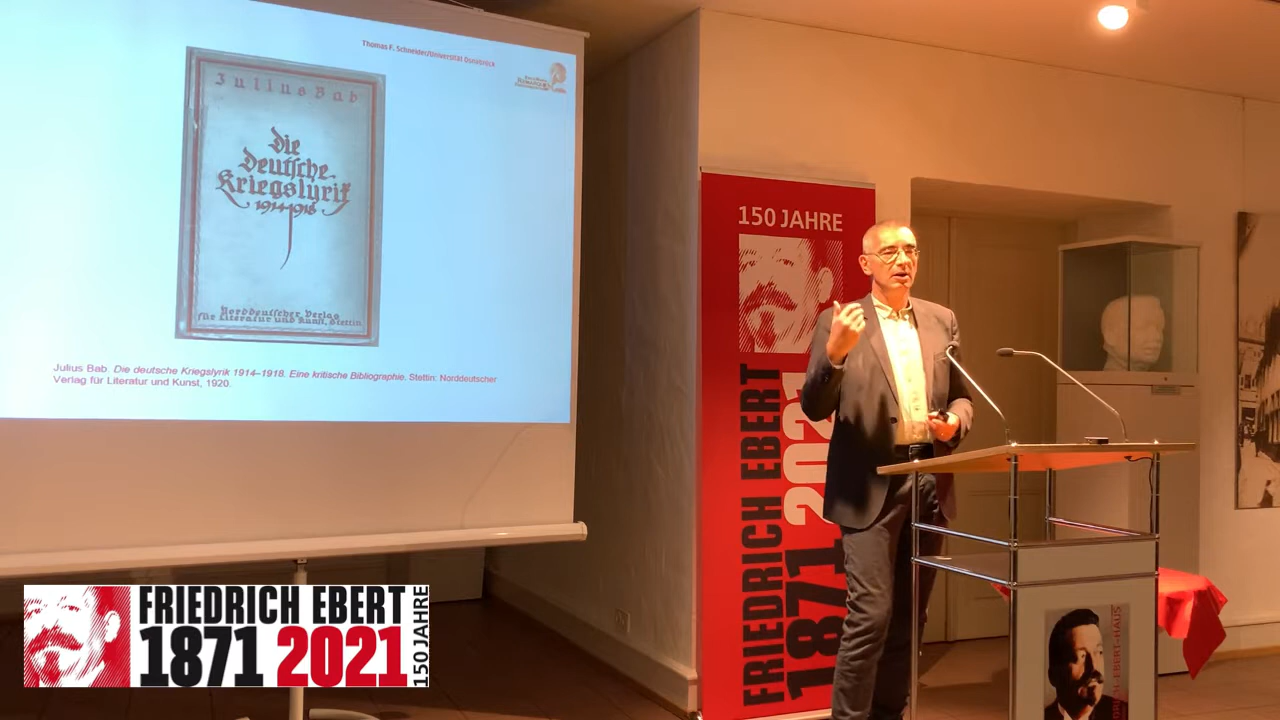 Thomas F. Schneider/Universität Osnabrück
Julius Bab
Die
deutsche
Kriegslyrik
1914-1918
Norddeutscher Verlag
für Literatur und Kunst, Stettin
Julius Bab. Die deutsche Kriegslyrik 1914–1918. Eine kritische Bibliographie. Stettin: Norddeutscher
Verlag für Literatur und Kunst, 1920.
150 JAHRE
FRIEDRICH EBERT
1871 2021
FRIEDRICH EBERT
1871 2021
150 JAHRE